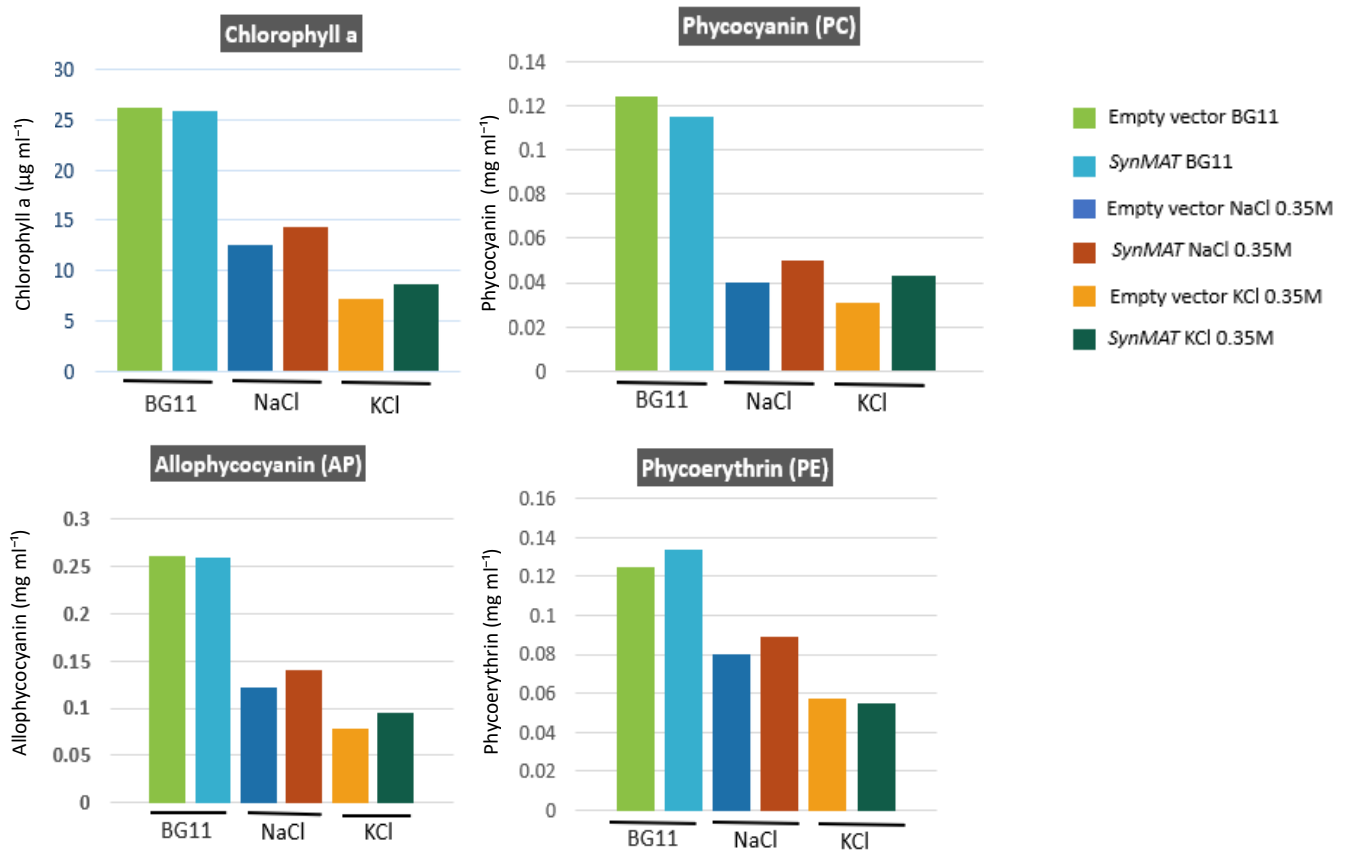 Chlorophyll a
Chlorophyll a (µg ml⁻¹)
30
25
20
15
10
5
0
BG11
NaCl
KCl
Phycocyanin (PC)
Phycocyanin (mg ml⁻¹)
0.14
0.12
0.1
0.08
0.06
0.04
0.02
0
BG11
NaCl
KCl
Empty vector BG11
SynMAT BG11
Empty vector NaCl 0.35M
SynMAT NaCl 0.35M
Empty vector KCl 0.35M
SynMAT KCl 0.35M
Allophycocyanin (AP)
Allophycocyanin (mg ml⁻¹)
0.3
0.25
0.2
0.15
0.1
0.05
0
BG11
NaCl
KCl
Phycoerythrin (PE)
Phycoerythrin (mg ml⁻¹)
0.16
0.14
0.12
0.1
0.08
0.06
0.04
0.02
0
BG11
NaCl
KCl